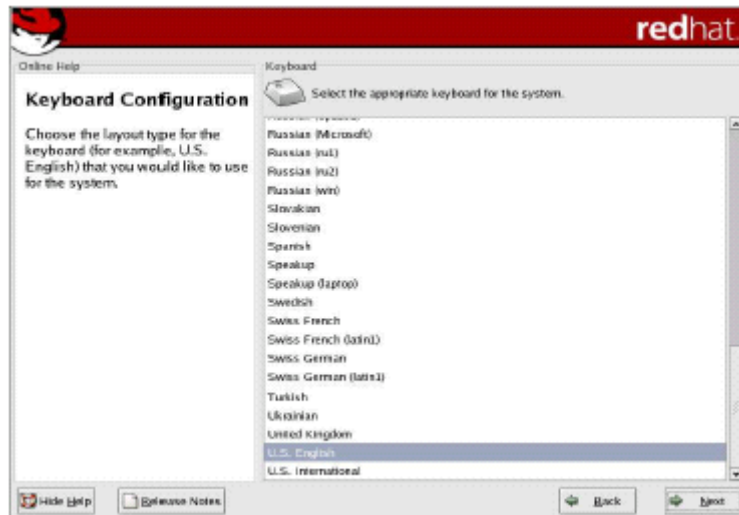 redhat.
Online Help
Keyboard Configuration
Choose the layout type for the
keyboard (for example, U.S.
English) that you would like to use
for the system.
Keyboard
Select the appropriate keyboard for the system.
Russian (Microsoft)
Russian (ru1)
Russian (ru2)
Russian (win)
Slovakian
Slovenian
Spanish
Speakup
Speakup (laptop)
Swedish
Swiss French
Swiss French (latin1)
Swiss German
Swiss German (latin1)
Turkish
Ukrainian
United Kingdom
U.S. English
U.S. International
Hide Help
Release Notes
Back
Next